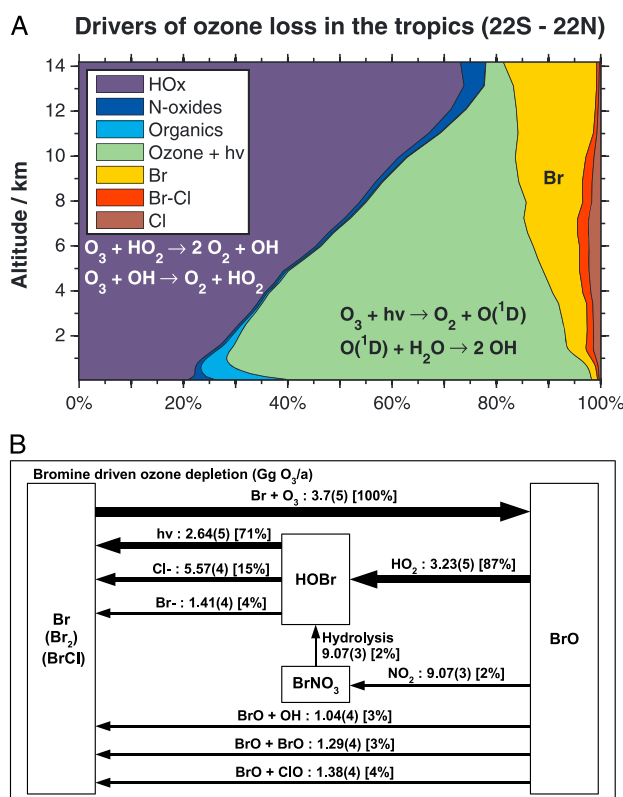 A
Drivers of ozone loss in the tropics (22S - 22N)
14
12
10
8
6
4
2
Altitude / km
HOx
N-oxides
Organics
Ozone + hv
Br
Br-Cl
Cl
Br
O₃ + HO₂ → 2 O₂ + OH
O₃ + OH → O₂ + HO₂
O₃ + hv → O₂ + O(¹D)
O(¹D) + H₂O → 2 OH
0% 20% 40% 60% 80% 100%
B
Bromine driven ozone depletion (Gg O₃/a)
Br + O₃ : 3.7(5) [100%]
hv : 2.64(5) [71%]
Cl- : 5.57(4) [15%]
Br- : 1.41(4) [4%]
HOBr
HO₂ : 3.23(5) [87%]
Br
(Br₂)
(BrCl)
BrO
Hydrolysis
9.07(3) [2%]
BrNO₃
NO₂ : 9.07(3) [2%]
BrO + OH : 1.04(4) [3%]
BrO + BrO : 1.29(4) [3%]
BrO + ClO : 1.38(4) [4%]